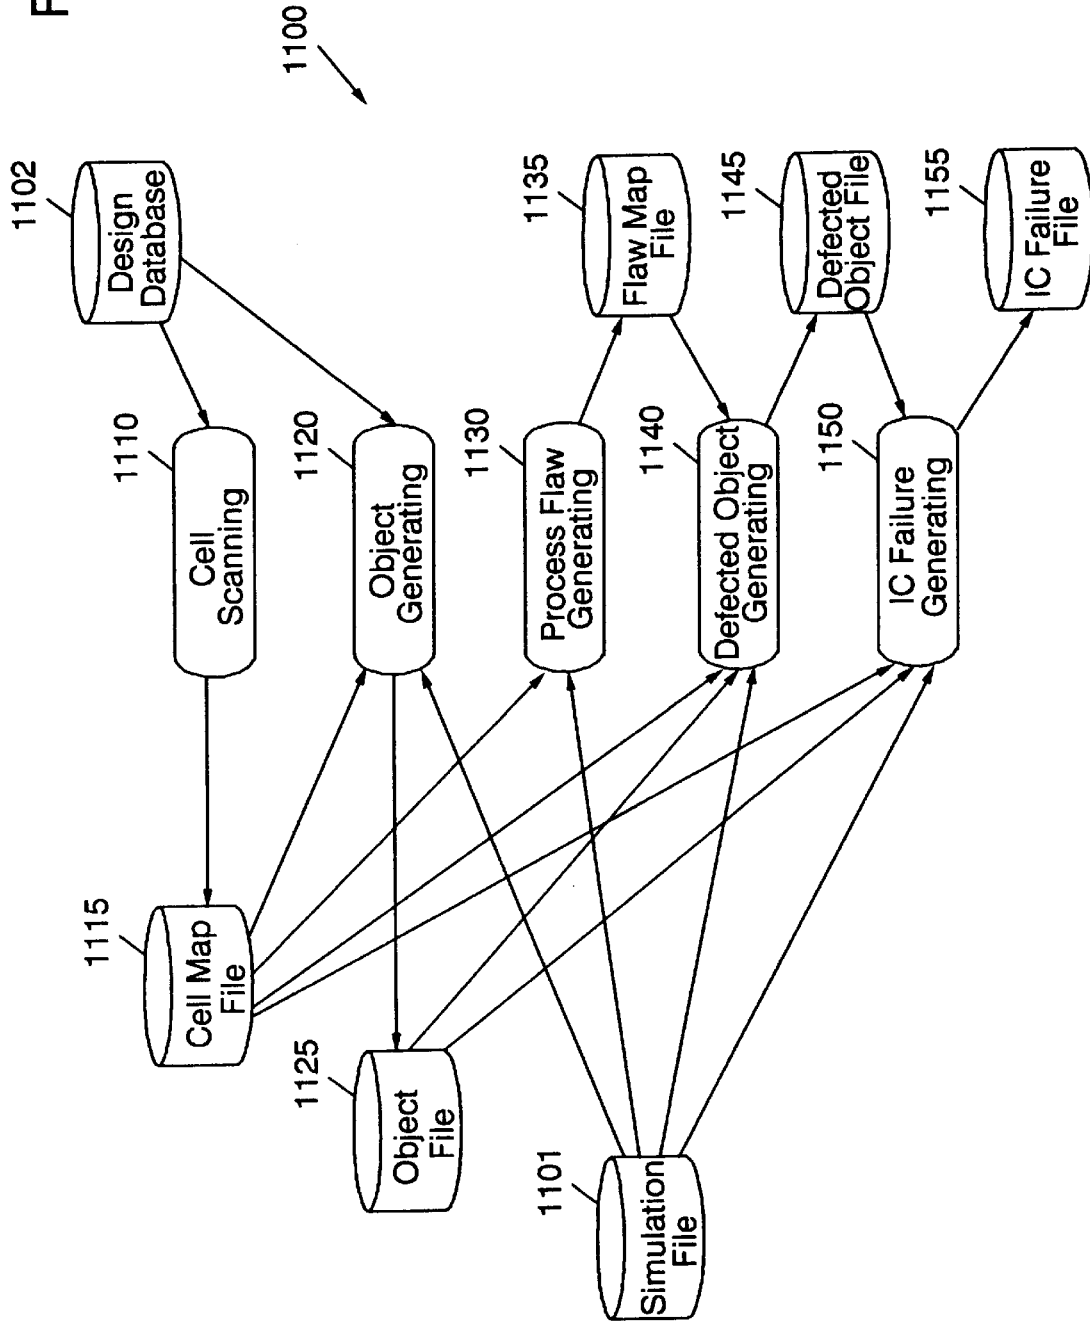 F
1102
Design
Database
1115
Cell Map
File
1110
Cell
Scanning
1100
1125
Object
File
1120
Object
Generating
1101
Simulation
File
1130
Process Flaw
Generating
1135
Flaw Map
File
1140
Defected Object
Generating
1145
Defected
Object File
1150
IC Failure
Generating
1155
IC Failure
File